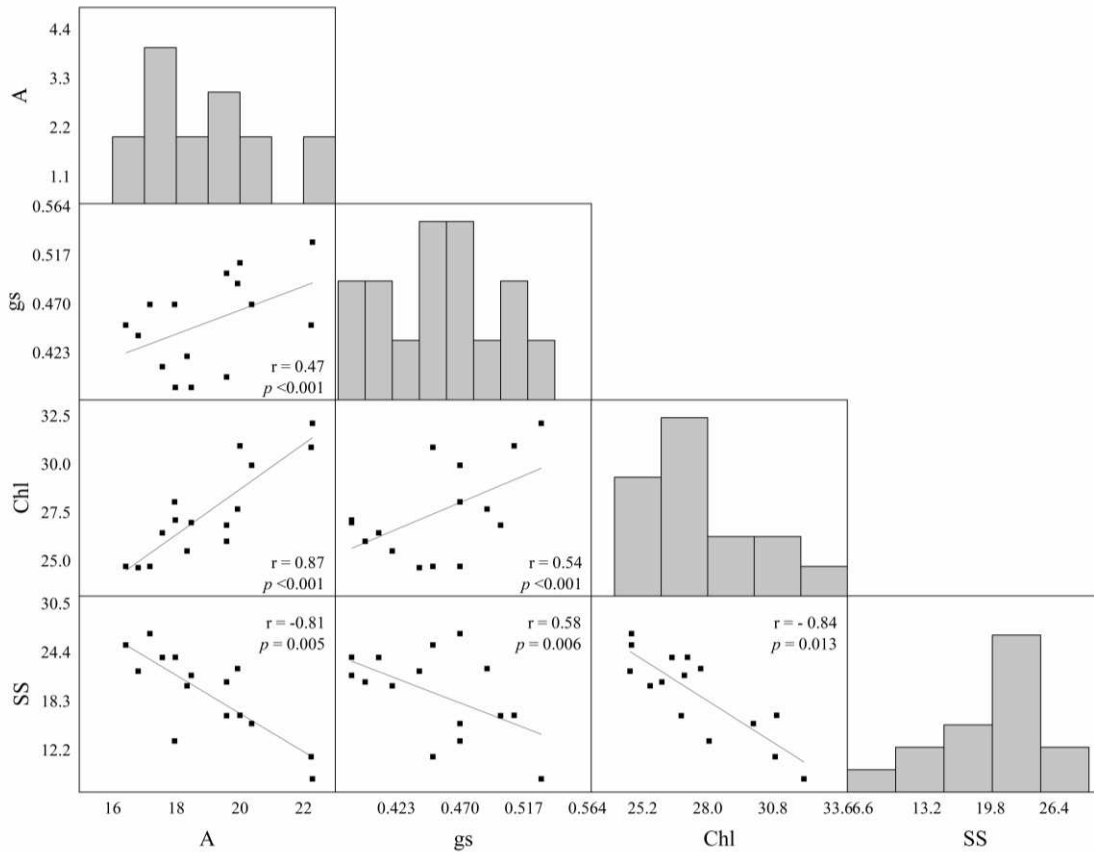 4.4
3.3
A
2.2
1.1
0.564
0.517
gs
0.470
0.423
r = 0.47
p <0.001
32.5
30.0
Chl
27.5
25.0
r = 0.87
p <0.001
r = 0.54
p <0.001
30.5
24.4
SS
18.3
12.2
r = -0.81
p = 0.005
r = 0.58
p = 0.006
r = - 0.84
p = 0.013
16 18 20 22 0.423 0.470 0.517 0.564 25.2 28.0 30.8 33.66.6 13.2 19.8 26.4
A gs Chl SS